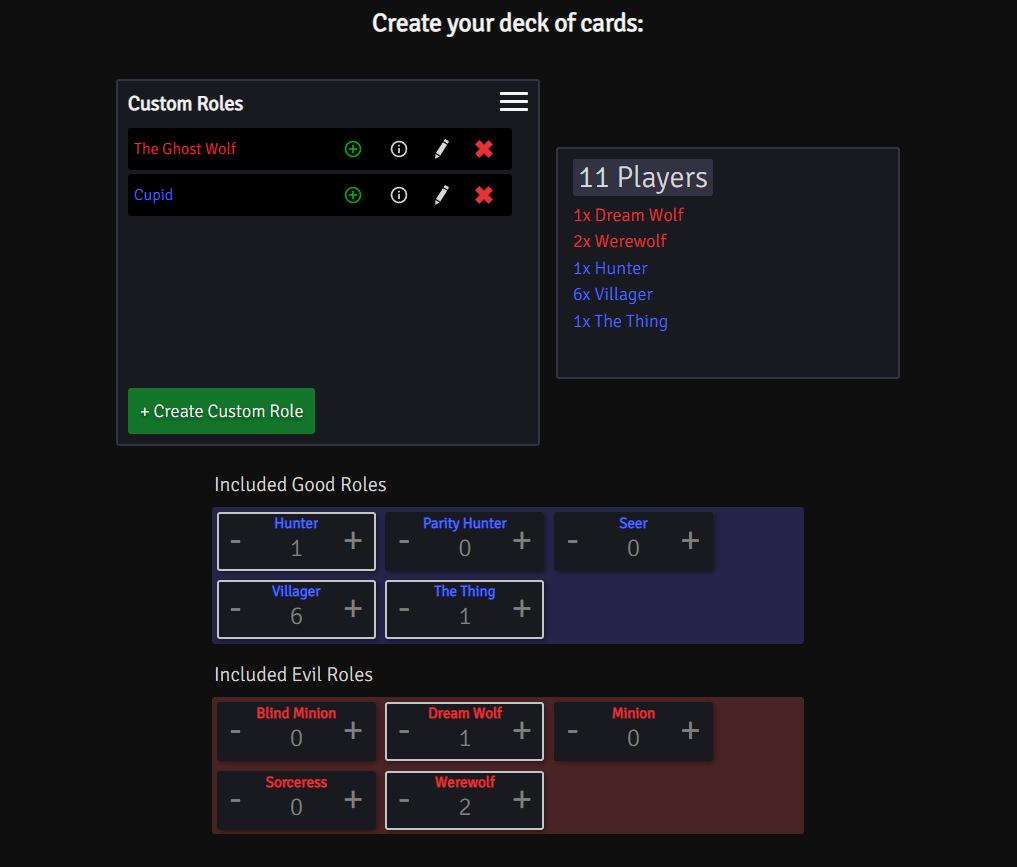 Create your deck of cards:
Custom Roles
The Ghost Wolf
Cupid
+ Create Custom Role
11 Players
1x Dream Wolf
2x Werewolf
1x Hunter
6x Villager
1x The Thing
Included Good Roles
Hunter
- 1 +
Parity Hunter
- 0 +
Seer
- 0 +
Villager
- 6 +
The Thing
- 1 +
Included Evil Roles
Blind Minion
- 0 +
Dream Wolf
- 1 +
Minion
- 0 +
Sorceress
- 0 +
Werewolf
- 2 +